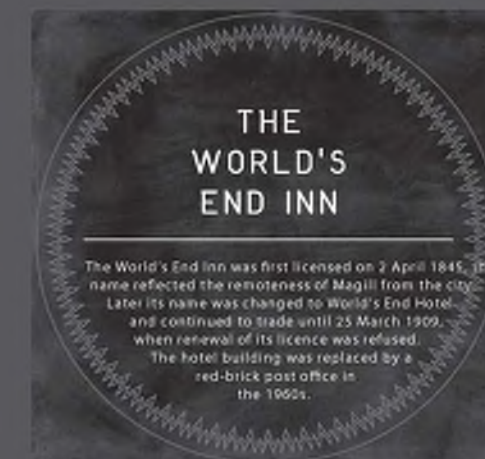 THE
WORLD'S
END INN
The World's End Inn was first licensed on 2 April 1845,
name reflected the remoteness of Magill from the city.
Later its name was changed to World's End Hotel
and continued to trade until 25 March 1909,
when renewal of its licence was refused.
The hotel building was replaced by a
red-brick post office in
the 1960s.